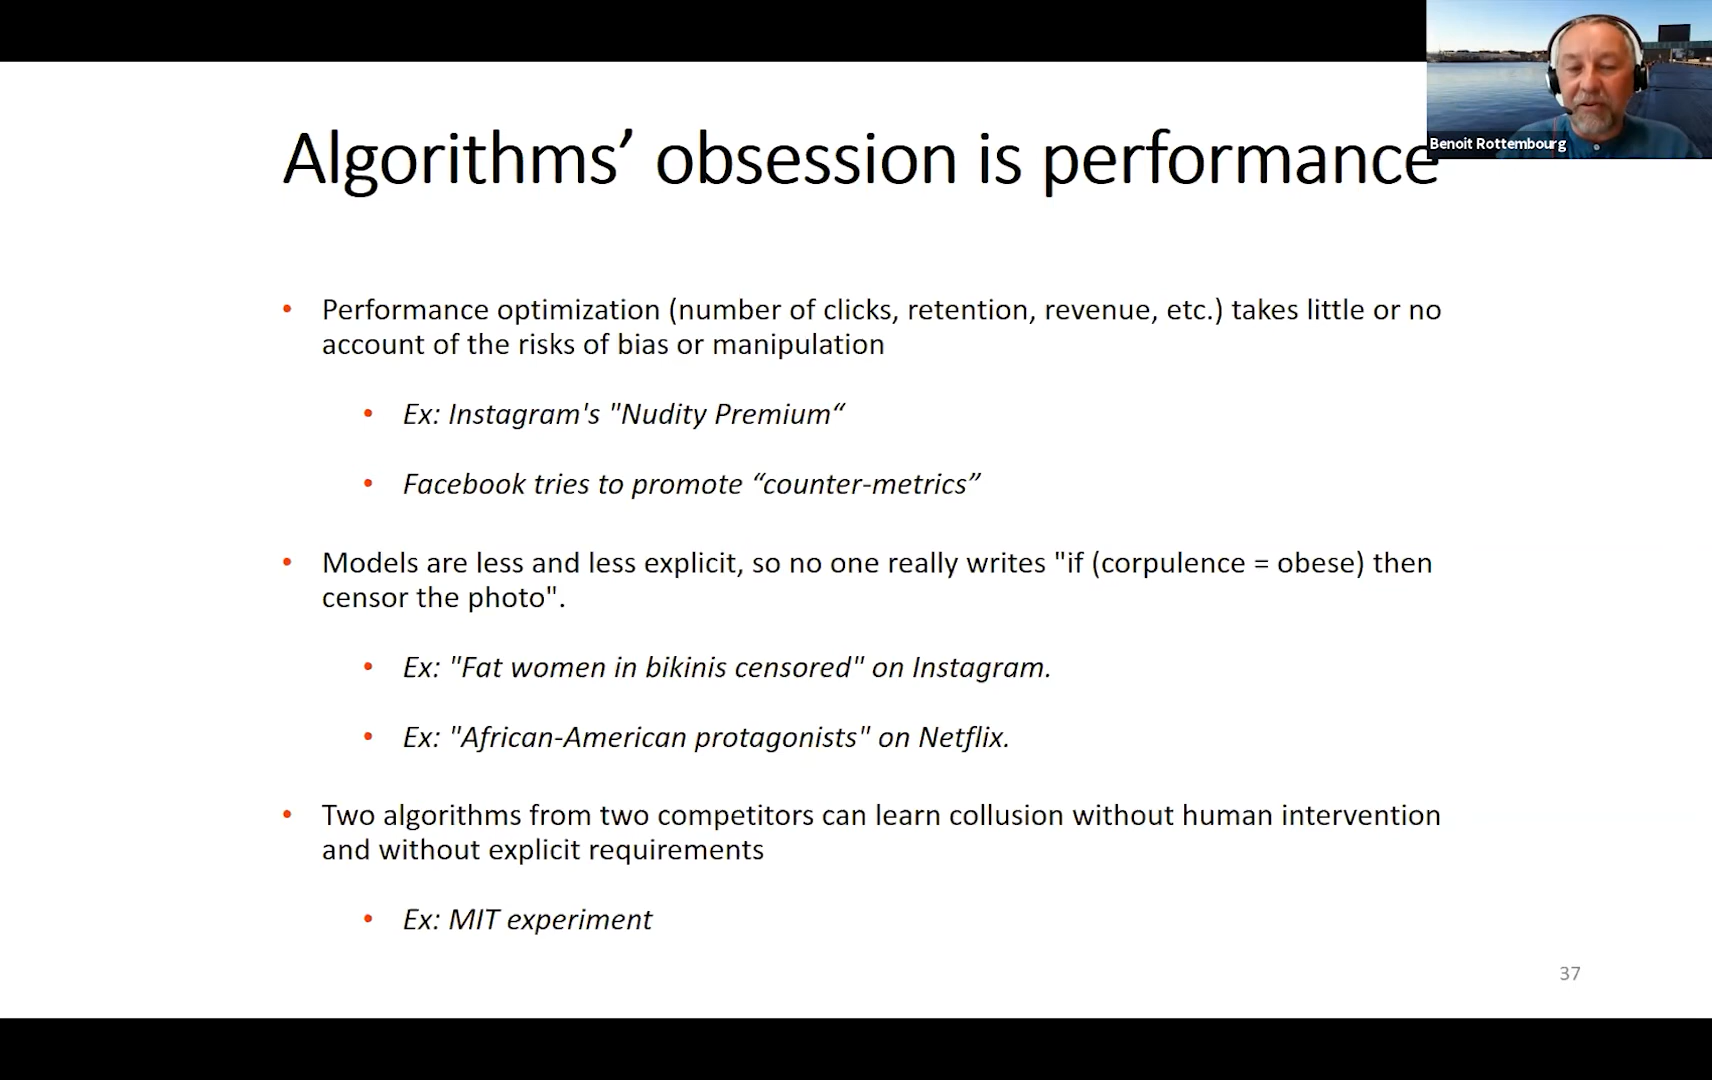 Algorithms’ obsession is performance
Benoit Rottembourg
• Performance optimization (number of clicks, retention, revenue, etc.) takes little or no
account of the risks of bias or manipulation
• Ex: Instagram's "Nudity Premium“
• Facebook tries to promote “counter-metrics”
• Models are less and less explicit, so no one really writes "if (corpulence = obese) then
censor the photo".
• Ex: "Fat women in bikinis censored" on Instagram.
• Ex: "African-American protagonists" on Netflix.
• Two algorithms from two competitors can learn collusion without human intervention
and without explicit requirements
• Ex: MIT experiment
37